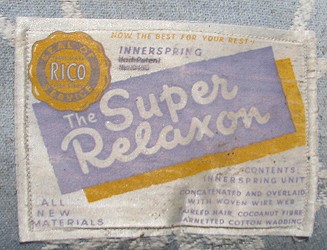 NOW THE BEST FOR YOUR REST
INNERSPRING
SEAL OF
RICO
SERVICE
The Super
Relaxon
CONTENTS
INNERSPRING UNIT
CONCATENATED AND OVERLAID
WITH WOVEN WIRE WEB
CURLED HAIR, COCOANUT FIBRE
GARNETTED COTTON WADDING
ALL
NEW
MATERIALS